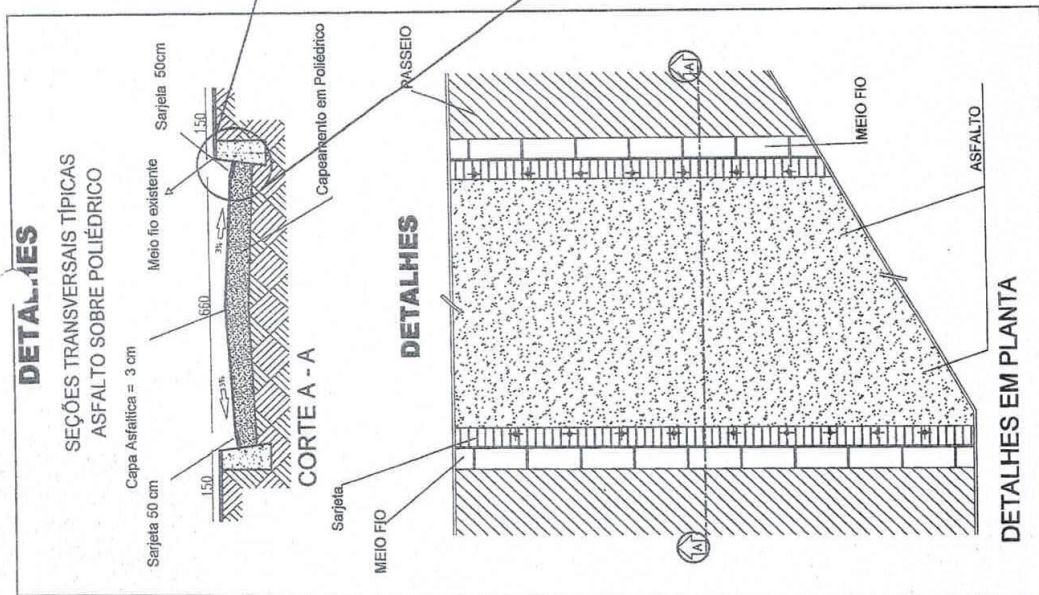 DETALHES
SEÇÕES TRANSVERSAIS TÍPICAS
ASFALTO SOBRE POLIÉDRICO
Capa Asfaltica = 3 cm
Meio fio existente
Sarjeta 50cm
Sarjeta 50 cm
150
660
150
3%
3%
Capeamento em Poliédrico
CORTE A - A
DETALHES
Sarjeta
MEIO FIO
PASSEIO
A
A
MEIO FIO
ASFALTO
DETALHES EM PLANTA